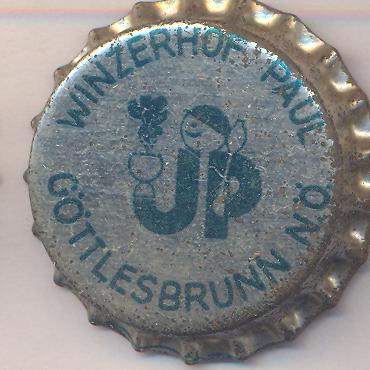 WINZERHOF PAUL
JP
GÖTTLESBRUNN N.Ö.